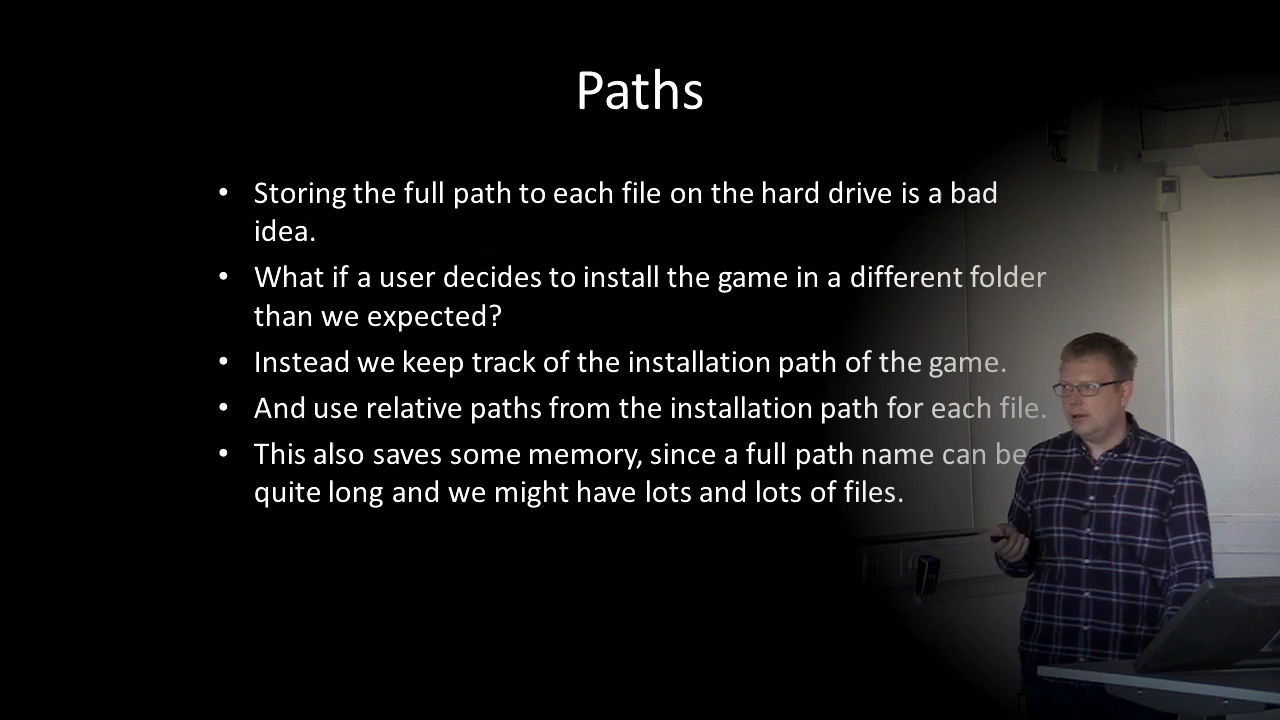 Paths
• Storing the full path to each file on the hard drive is a bad
idea.
• What if a user decides to install the game in a different folder
than we expected?
• Instead we keep track of the installation path of the game.
• And use relative paths from the installation path for each file.
• This also saves some memory, since a full path name can be
quite long and we might have lots and lots of files.